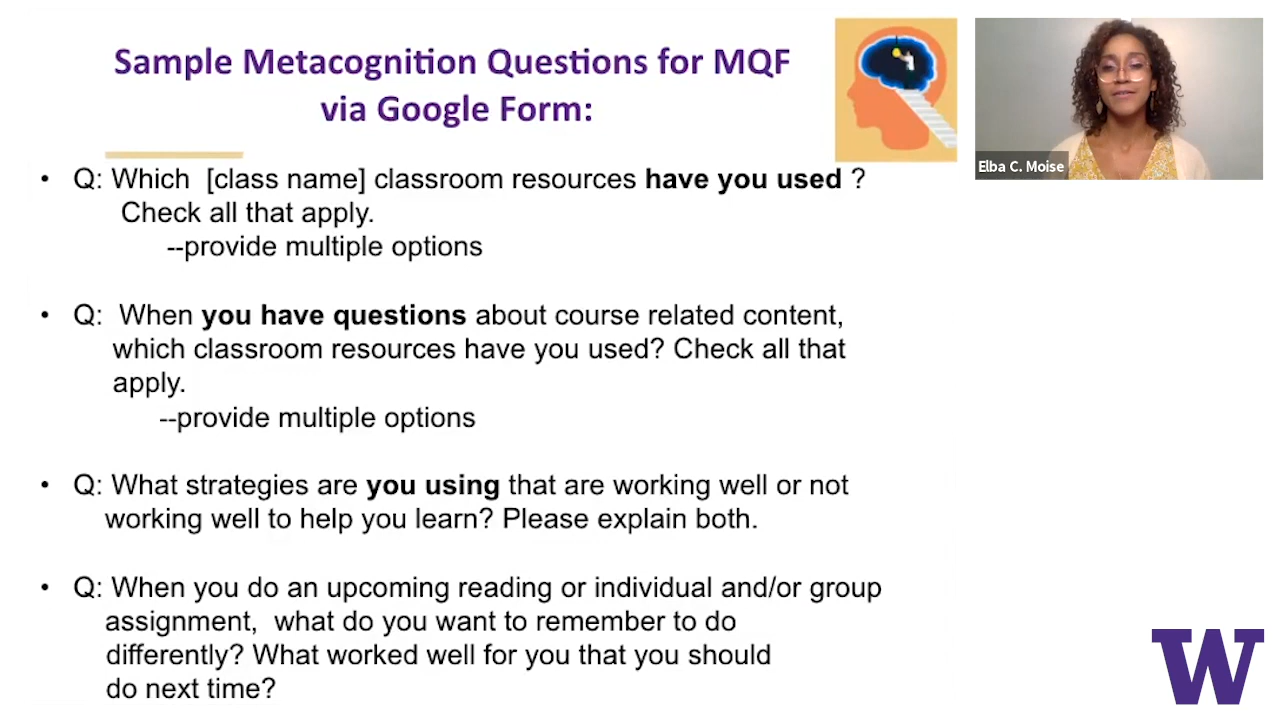 Sample Metacognition Questions for MQF
via Google Form:
Elba C. Moise
• Q: Which [class name] classroom resources have you used ?
Check all that apply.
--provide multiple options
• Q: When you have questions about course related content,
which classroom resources have you used? Check all that
apply.
--provide multiple options
• Q: What strategies are you using that are working well or not
working well to help you learn? Please explain both.
• Q: When you do an upcoming reading or individual and/or group
assignment, what do you want to remember to do
differently? What worked well for you that you should
do next time?
W